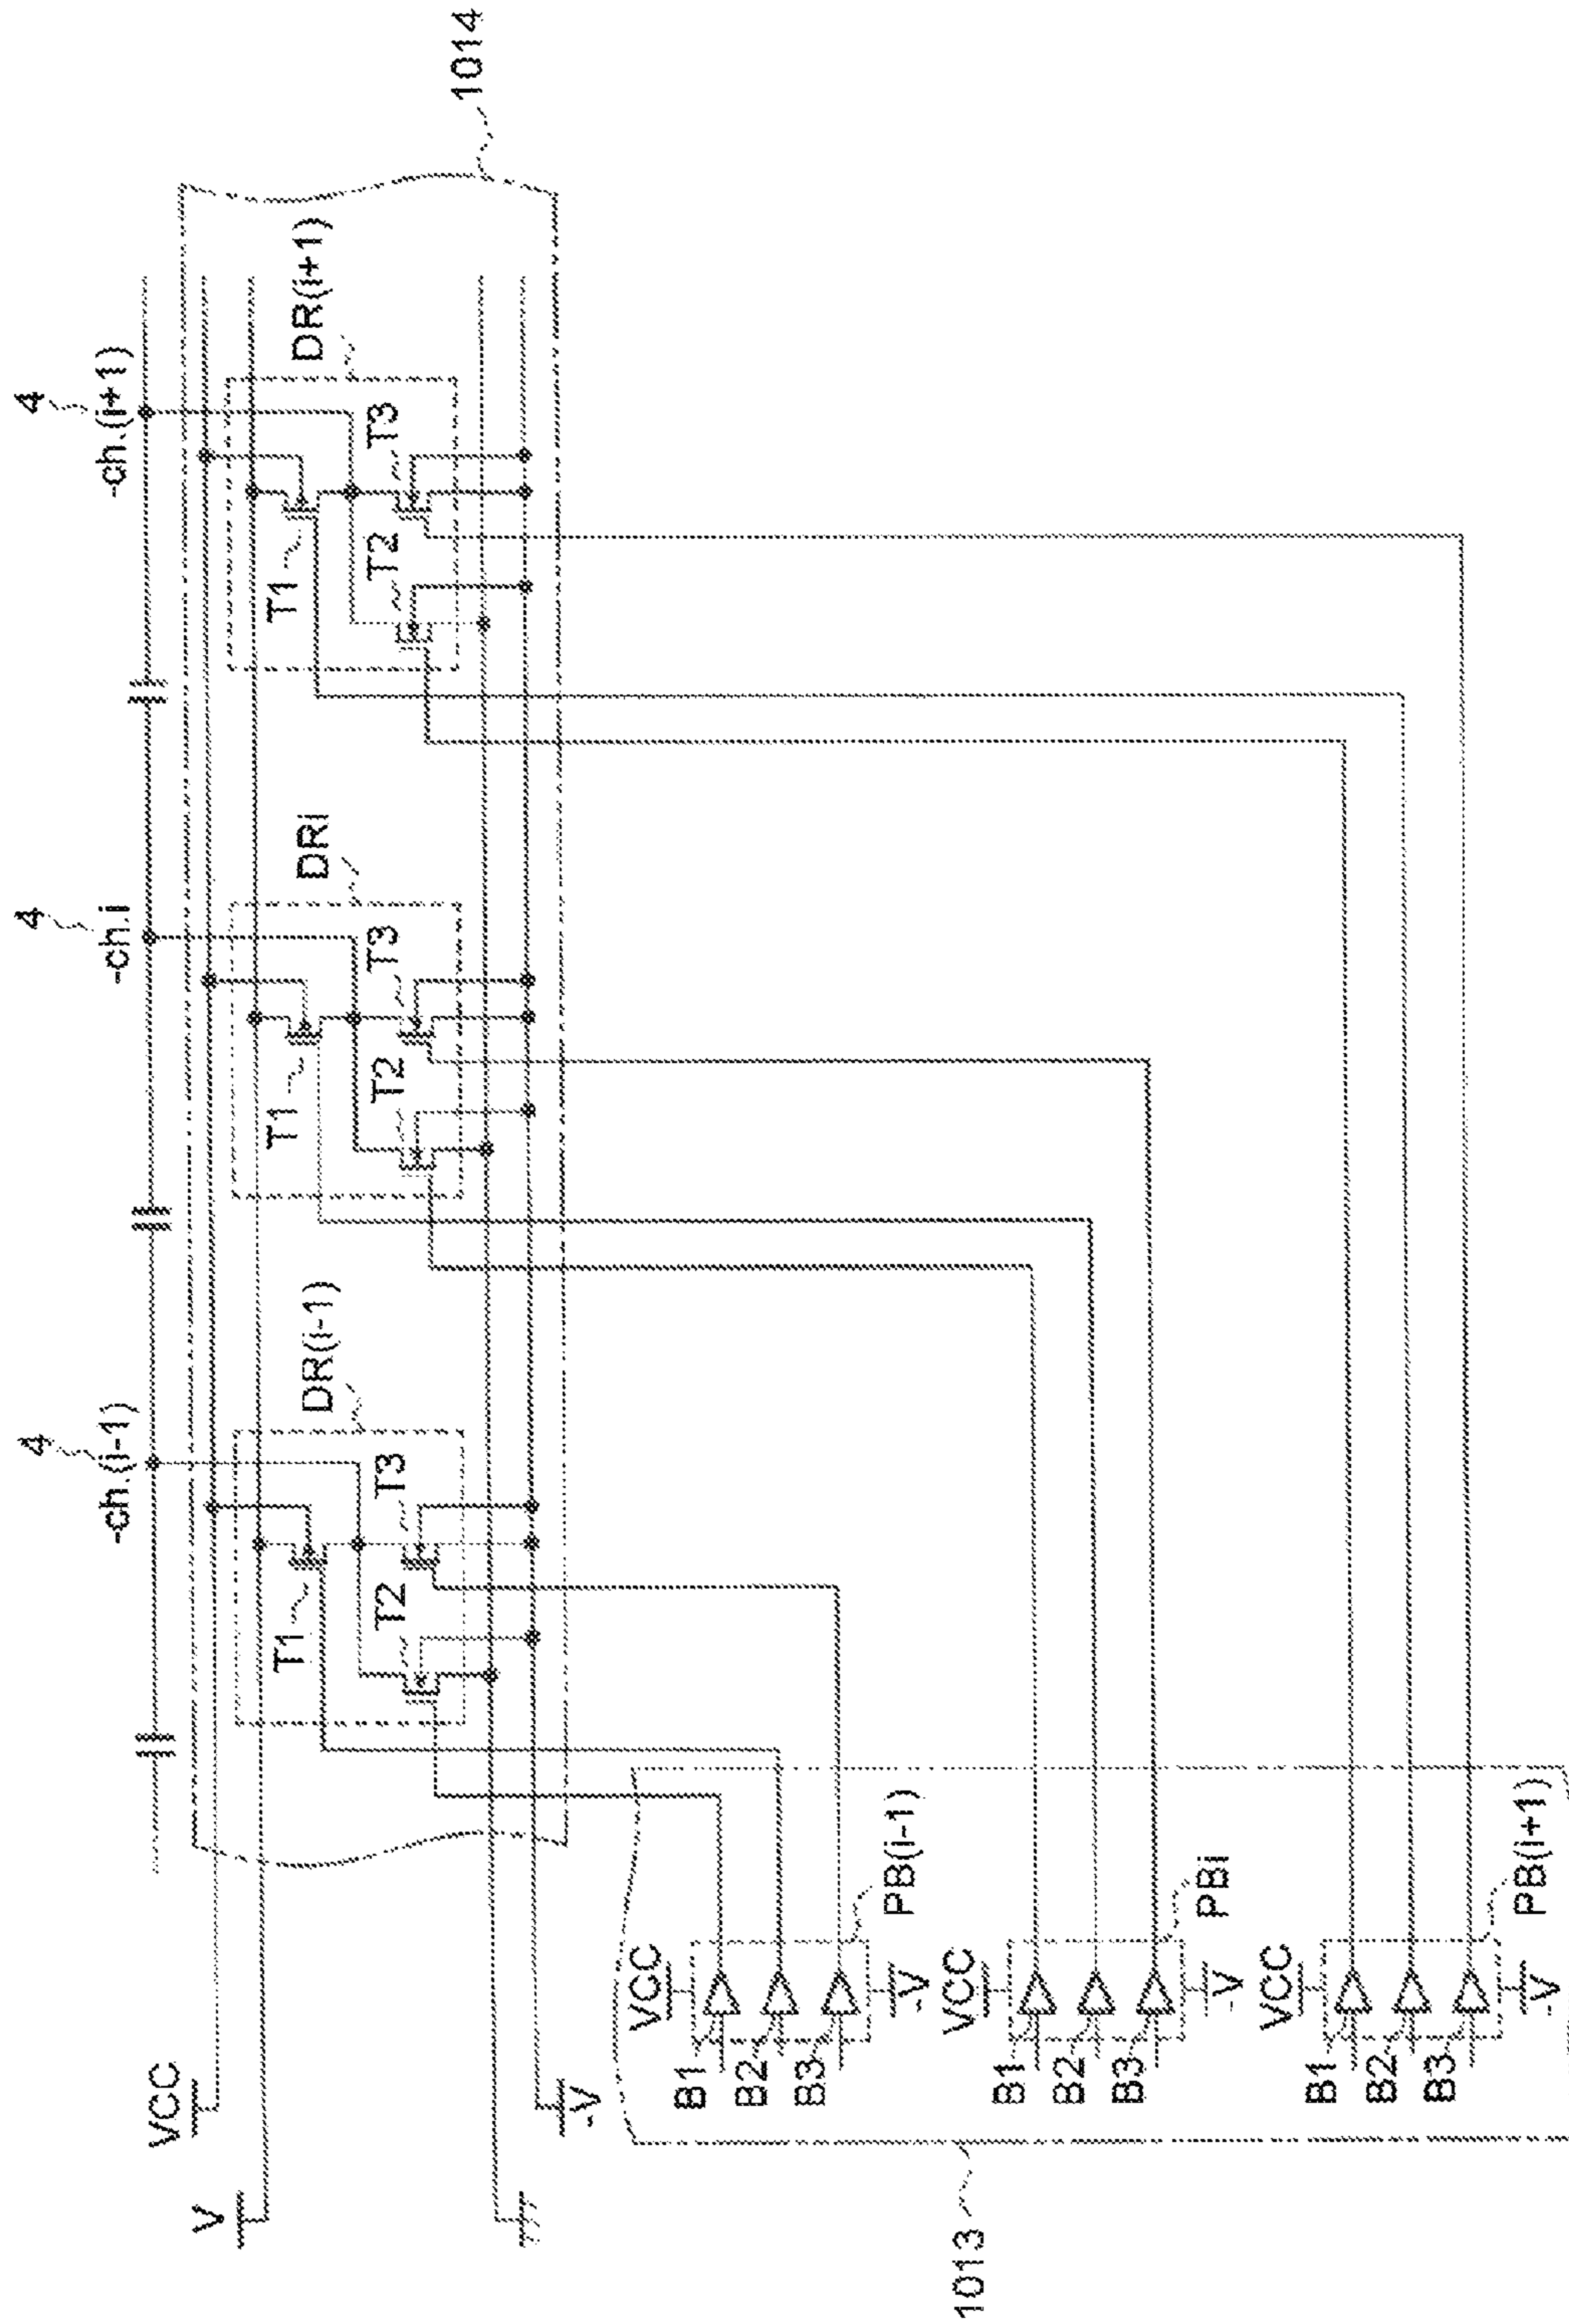 4
-ch.(i-1)
4
-ch.i
4
-ch.(i+1)
VCC
V
DR(i-1)
T1
T2
T3
DRi
T1
T2
T3
DR(i+1)
T1
T2
T3
1014
-V
1013
VCC
B1
B2
B3
-V
PB(i-1)
VCC
B1
B2
B3
-V
PBi
VCC
B1
B2
B3
-V
PB(i+1)